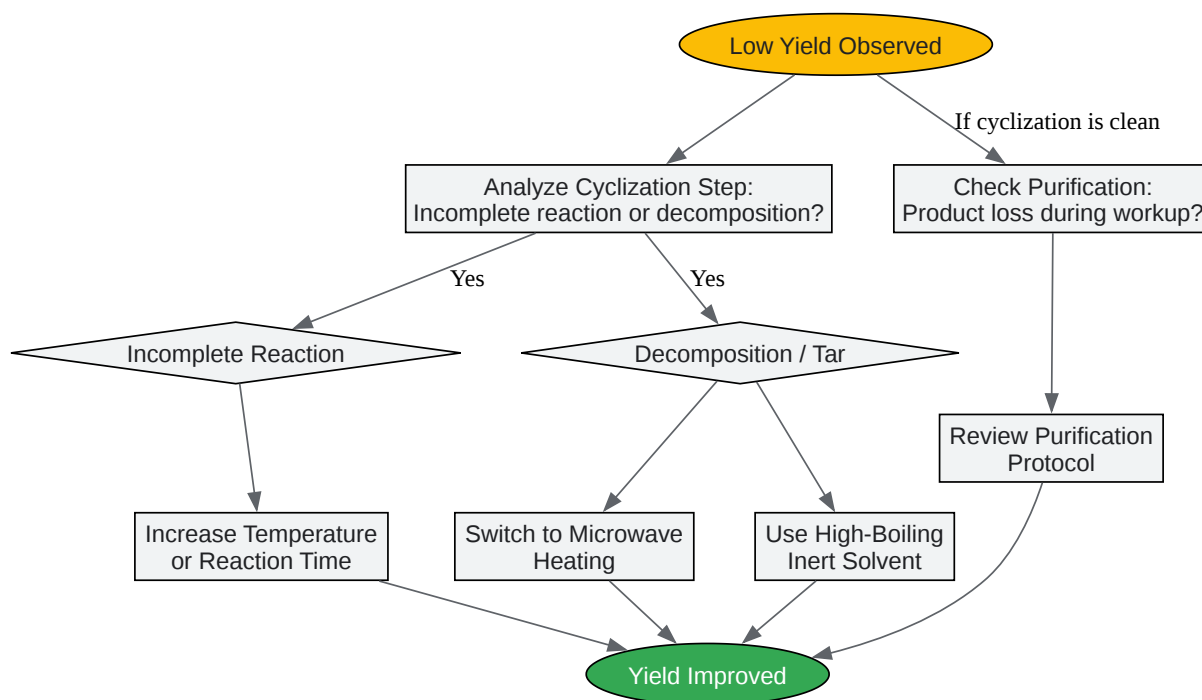 Low Yield Observed
If cyclization is clean
Analyze Cyclization Step:
Incomplete reaction or decomposition?
Check Purification:
Product loss during workup?
Yes
Yes
Incomplete Reaction
Decomposition / Tar
Review Purification
Protocol
Increase Temperature
or Reaction Time
Switch to Microwave
Heating
Use High-Boiling
Inert Solvent
Yield Improved